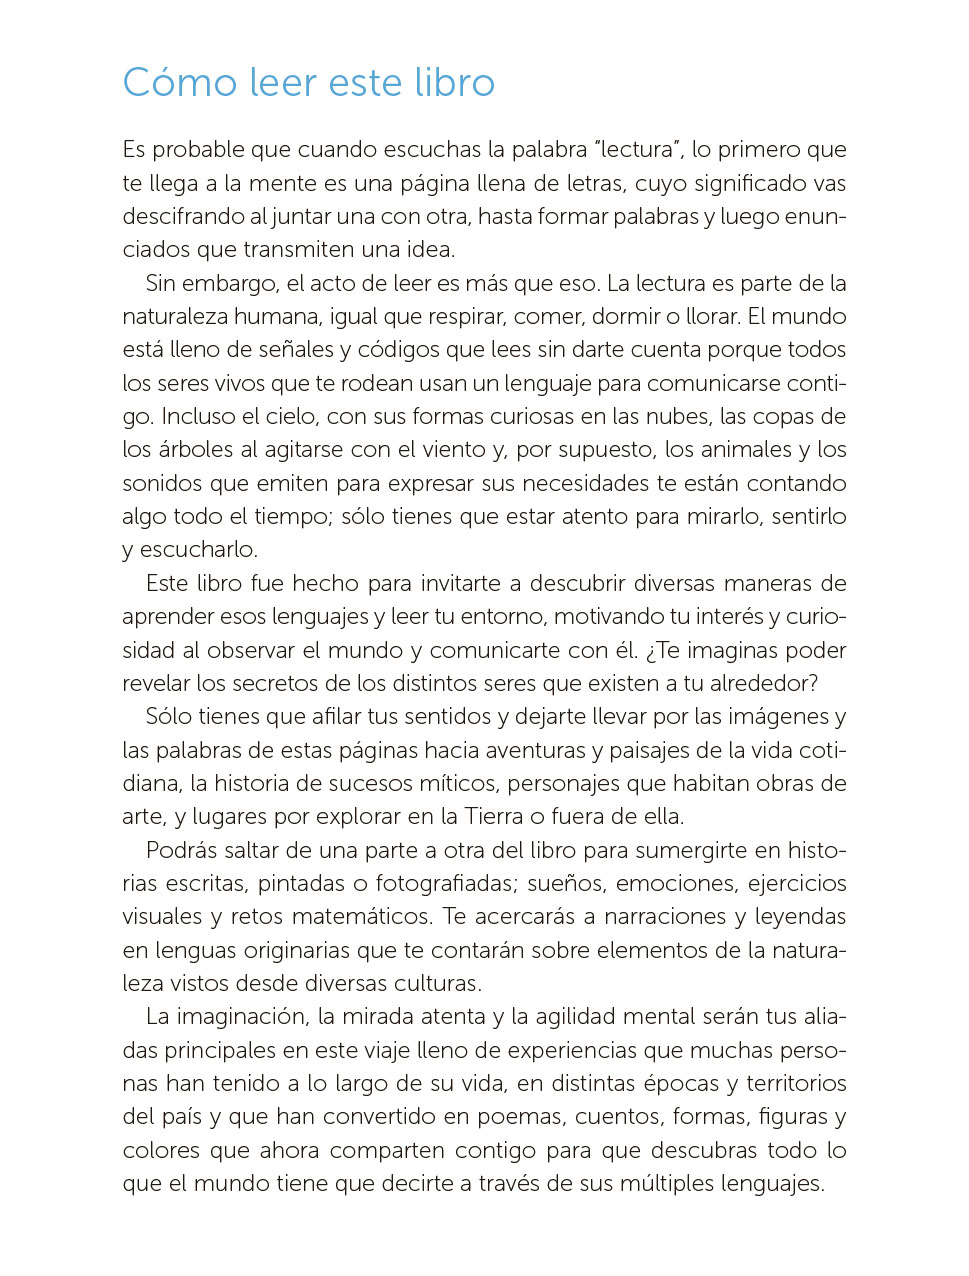 Cómo leer este libro
Es probable que cuando escuchas la palabra “lectura”, lo primero que
te llega a la mente es una página llena de letras, cuyo significado vas
descifrando al juntar una con otra, hasta formar palabras y luego enun-
ciados que transmiten una idea.
Sin embargo, el acto de leer es más que eso. La lectura es parte de la
naturaleza humana, igual que respirar, comer, dormir o llorar. El mundo
está lleno de señales y códigos que lees sin darte cuenta porque todos
los seres vivos que te rodean usan un lenguaje para comunicarse conti-
go. Incluso el cielo, con sus formas curiosas en las nubes, las copas de
los árboles al agitarse con el viento y, por supuesto, los animales y los
sonidos que emiten para expresar sus necesidades te están contando
algo todo el tiempo; sólo tienes que estar atento para mirarlo, sentirlo
y escucharlo.
Este libro fue hecho para invitarte a descubrir diversas maneras de
aprender esos lenguajes y leer tu entorno, motivando tu interés y curio-
sidad al observar el mundo y comunicarte con él. ¿Te imaginas poder
revelar los secretos de los distintos seres que existen a tu alrededor?
Sólo tienes que afilar tus sentidos y dejarte llevar por las imágenes y
las palabras de estas páginas hacia aventuras y paisajes de la vida coti-
diana, la historia de sucesos míticos, personajes que habitan obras de
arte, y lugares por explorar en la Tierra o fuera de ella.
Podrás saltar de una parte a otra del libro para sumergirte en histo-
rias escritas, pintadas o fotografiadas; sueños, emociones, ejercicios
visuales y retos matemáticos. Te acercarás a narraciones y leyendas
en lenguas originarias que te contarán sobre elementos de la natura-
leza vistos desde diversas culturas.
La imaginación, la mirada atenta y la agilidad mental serán tus alia-
das principales en este viaje lleno de experiencias que muchas perso-
nas han tenido a lo largo de su vida, en distintas épocas y territorios
del país y que han convertido en poemas, cuentos, formas, figuras y
colores que ahora comparten contigo para que descubras todo lo
que el mundo tiene que decirte a través de sus múltiples lenguajes.